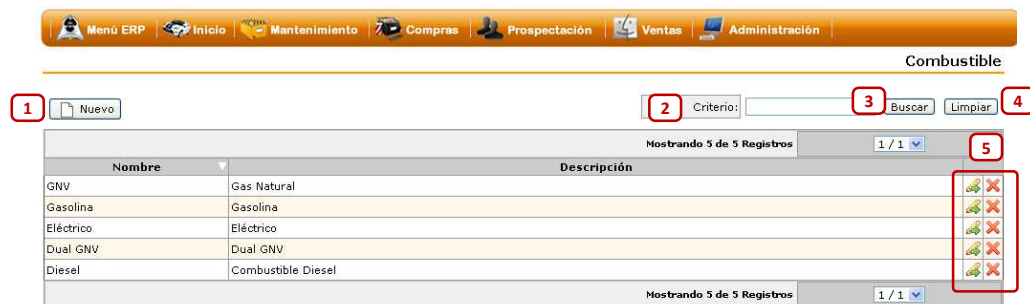 Menú ERP Inicio Mantenimiento Compras Prospectación Ventas Administración
Combustible
1 Nuevo 2 Criterio: 3 Buscar Limpiar 4
Mostrando 5 de 5 Registros 1 / 1 5
Nombre Descripción
GNV Gas Natural
Gasolina Gasolina
Eléctrico Eléctrico
Dual GNV Dual GNV
Diesel Combustible Diesel
Mostrando 5 de 5 Registros 1 / 1